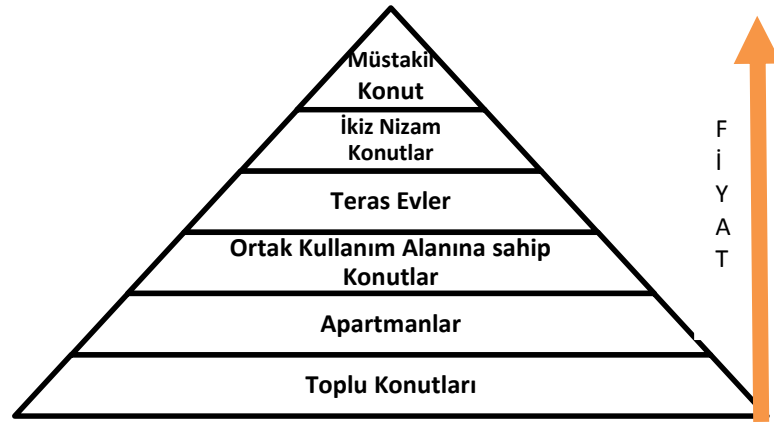 Müstakil
Konut
İkiz Nizam
Konutlar
Teras Evler
Ortak Kullanım Alanına sahip
Konutlar
Apartmanlar
Toplu Konutları
F
İ
Y
A
T